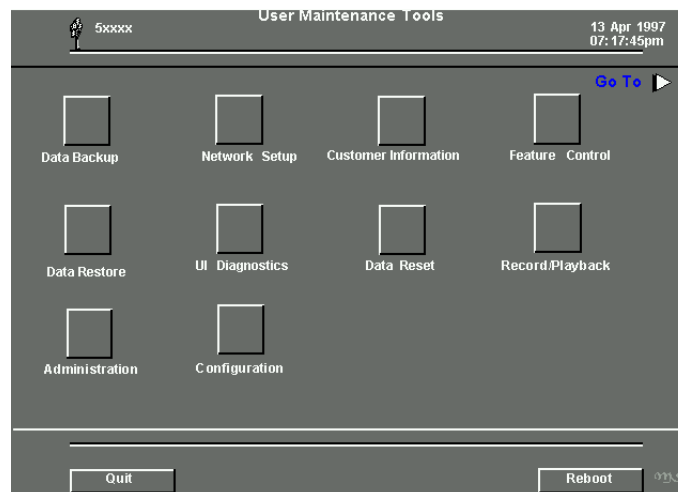 User Maintenance Tools
5xxxx
13 Apr 1997
07:17:45pm
Go To
Data Backup
Network Setup
Customer Information
Feature Control
Data Restore
UI Diagnostics
Data Reset
Record/Playback
Administration
Configuration
Quit
Reboot